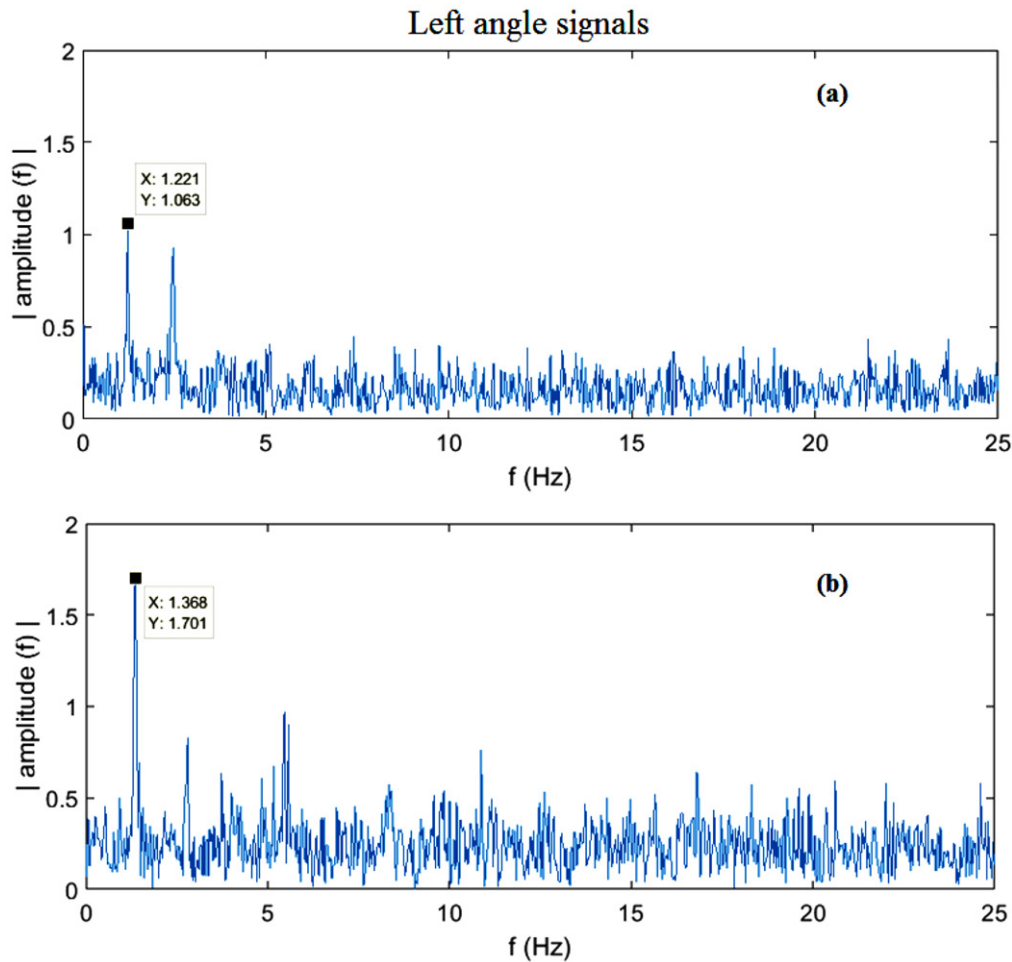 Left angle signals
2
1.5
1
0.5
0
| amplitude (f) |
(a)
X: 1.221
Y: 1.063
0 5 10 15 20 25
f (Hz)
2
1.5
1
0.5
0
| amplitude (f) |
(b)
X: 1.368
Y: 1.701
0 5 10 15 20 25
f (Hz)